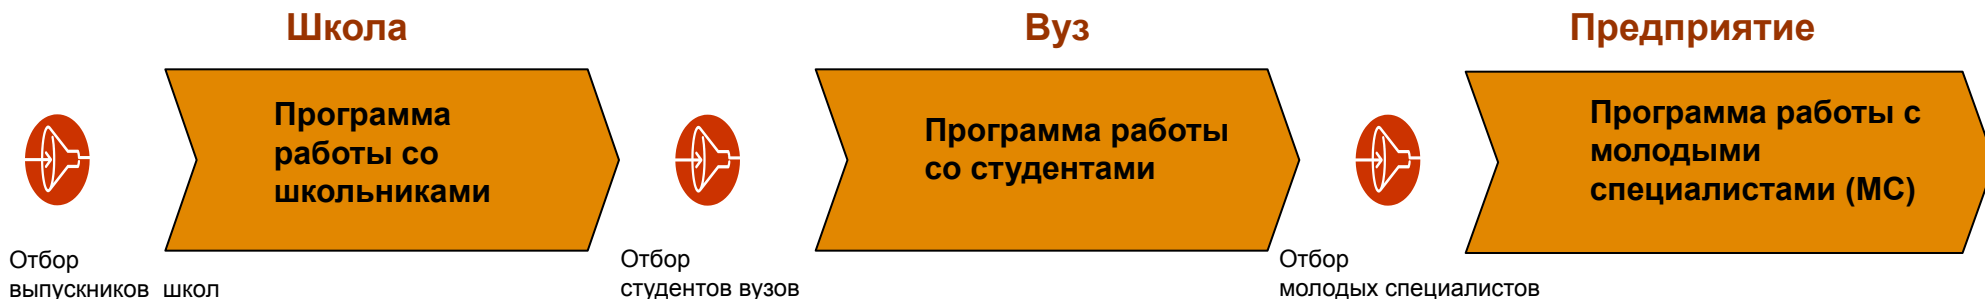 Школа
Вуз
Предприятие
Программа
работы со
школьниками
Программа работы
со студентами
Программа работы с
молодыми
специалистами (МС)
Отбор
выпускников школ
Отбор
студентов вузов
Отбор
молодых специалистов